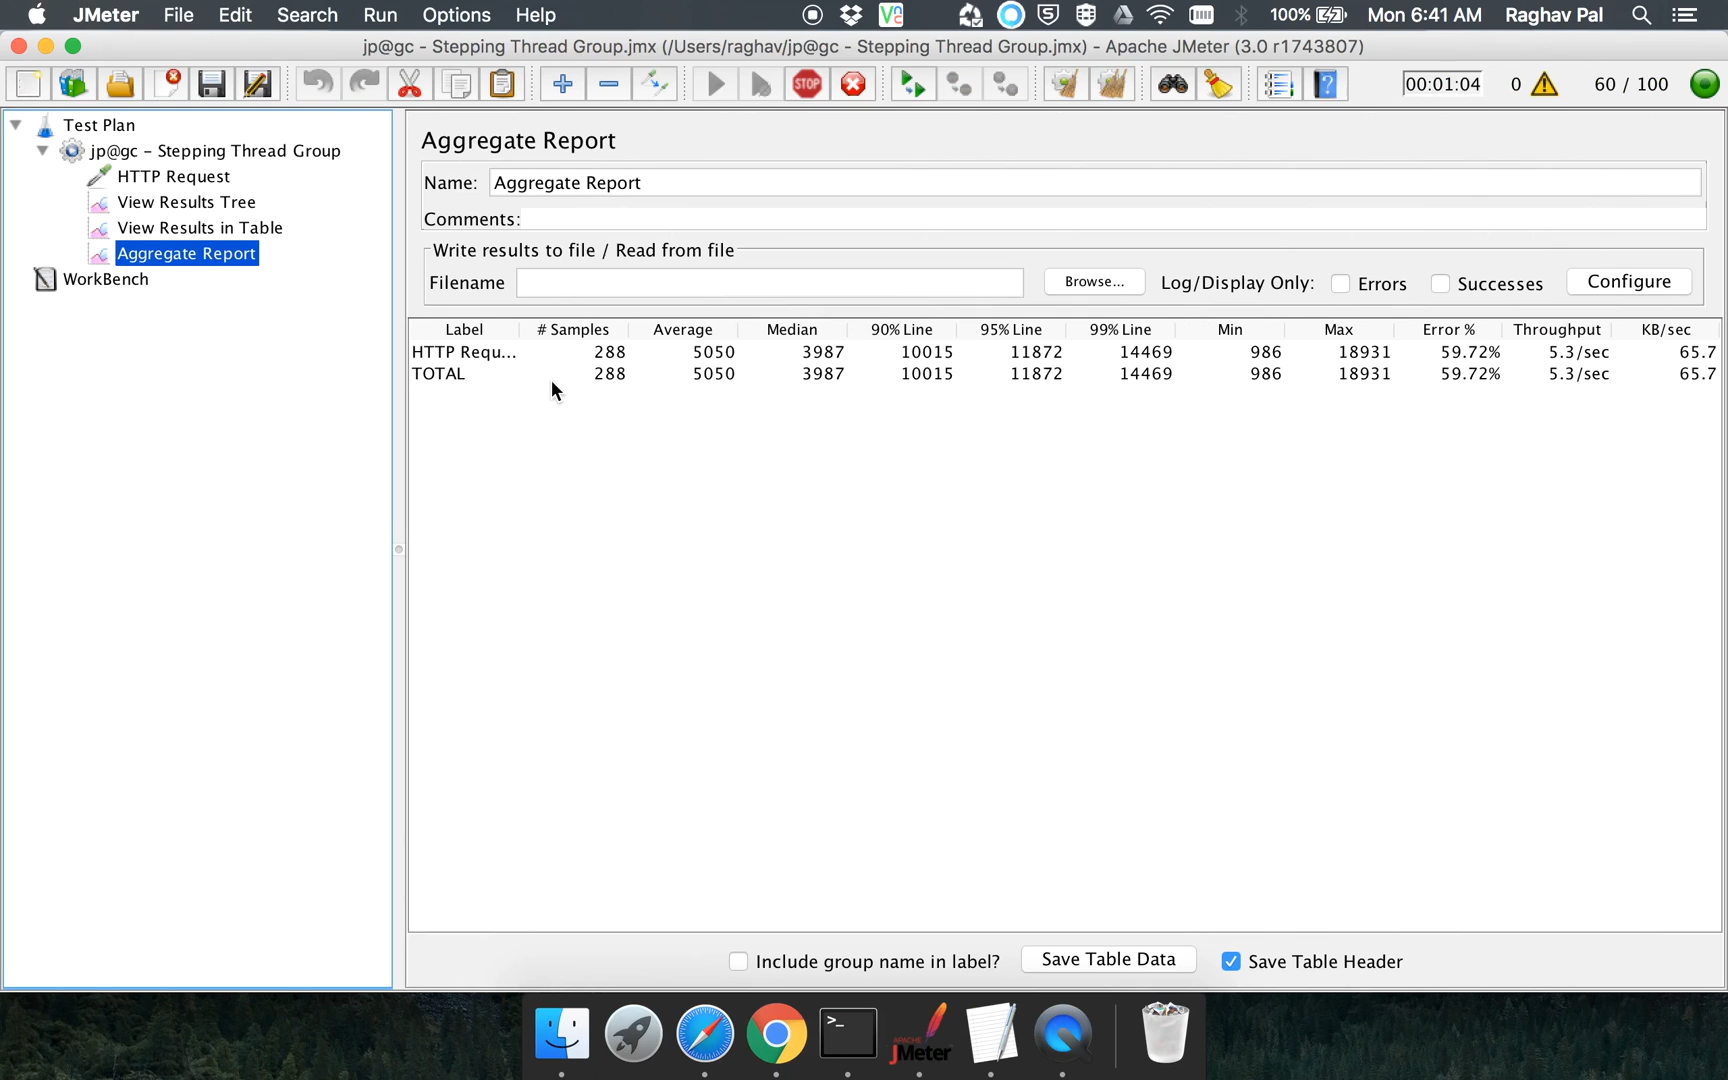 JMeter File Edit Search Run Options Help 100% Mon 6:41 AM Raghav Pal
jp@gc - Stepping Thread Group.jmx (/Users/raghav/jp@gc - Stepping Thread Group.jmx) - Apache JMeter (3.0 r1743807)
STOP 00:01:04 0 60 / 100
Test Plan
jp@gc - Stepping Thread Group
HTTP Request
View Results Tree
View Results in Table
Aggregate Report
WorkBench
Aggregate Report
Name: Aggregate Report
Comments:
Write results to file / Read from file
Filename Browse... Log/Display Only: Errors Successes Configure
Label # Samples Average Median 90% Line 95% Line 99% Line Min Max Error % Throughput KB/sec
HTTP Requ... 288 5050 3987 10015 11872 14469 986 18931 59.72% 5.3/sec 65.7
TOTAL 288 5050 3987 10015 11872 14469 986 18931 59.72% 5.3/sec 65.7
Include group name in label? Save Table Data Save Table Header
APACHE
JMeter